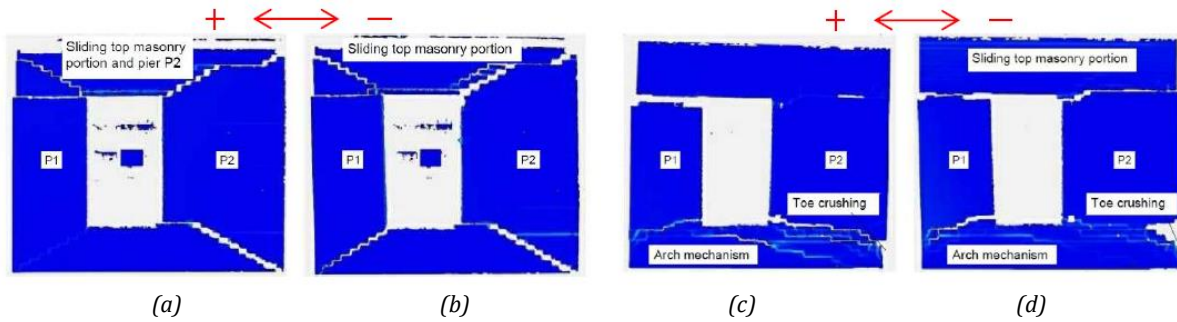 + −
+ −
Sliding top masonry
portion and pier P2
Sliding top masonry portion
Sliding top masonry portion
P1
P2
P1
P2
P1
P2
P1
P2
Toe crushing
Toe crushing
Arch mechanism
Arch mechanism
(a)
(b)
(c)
(d)